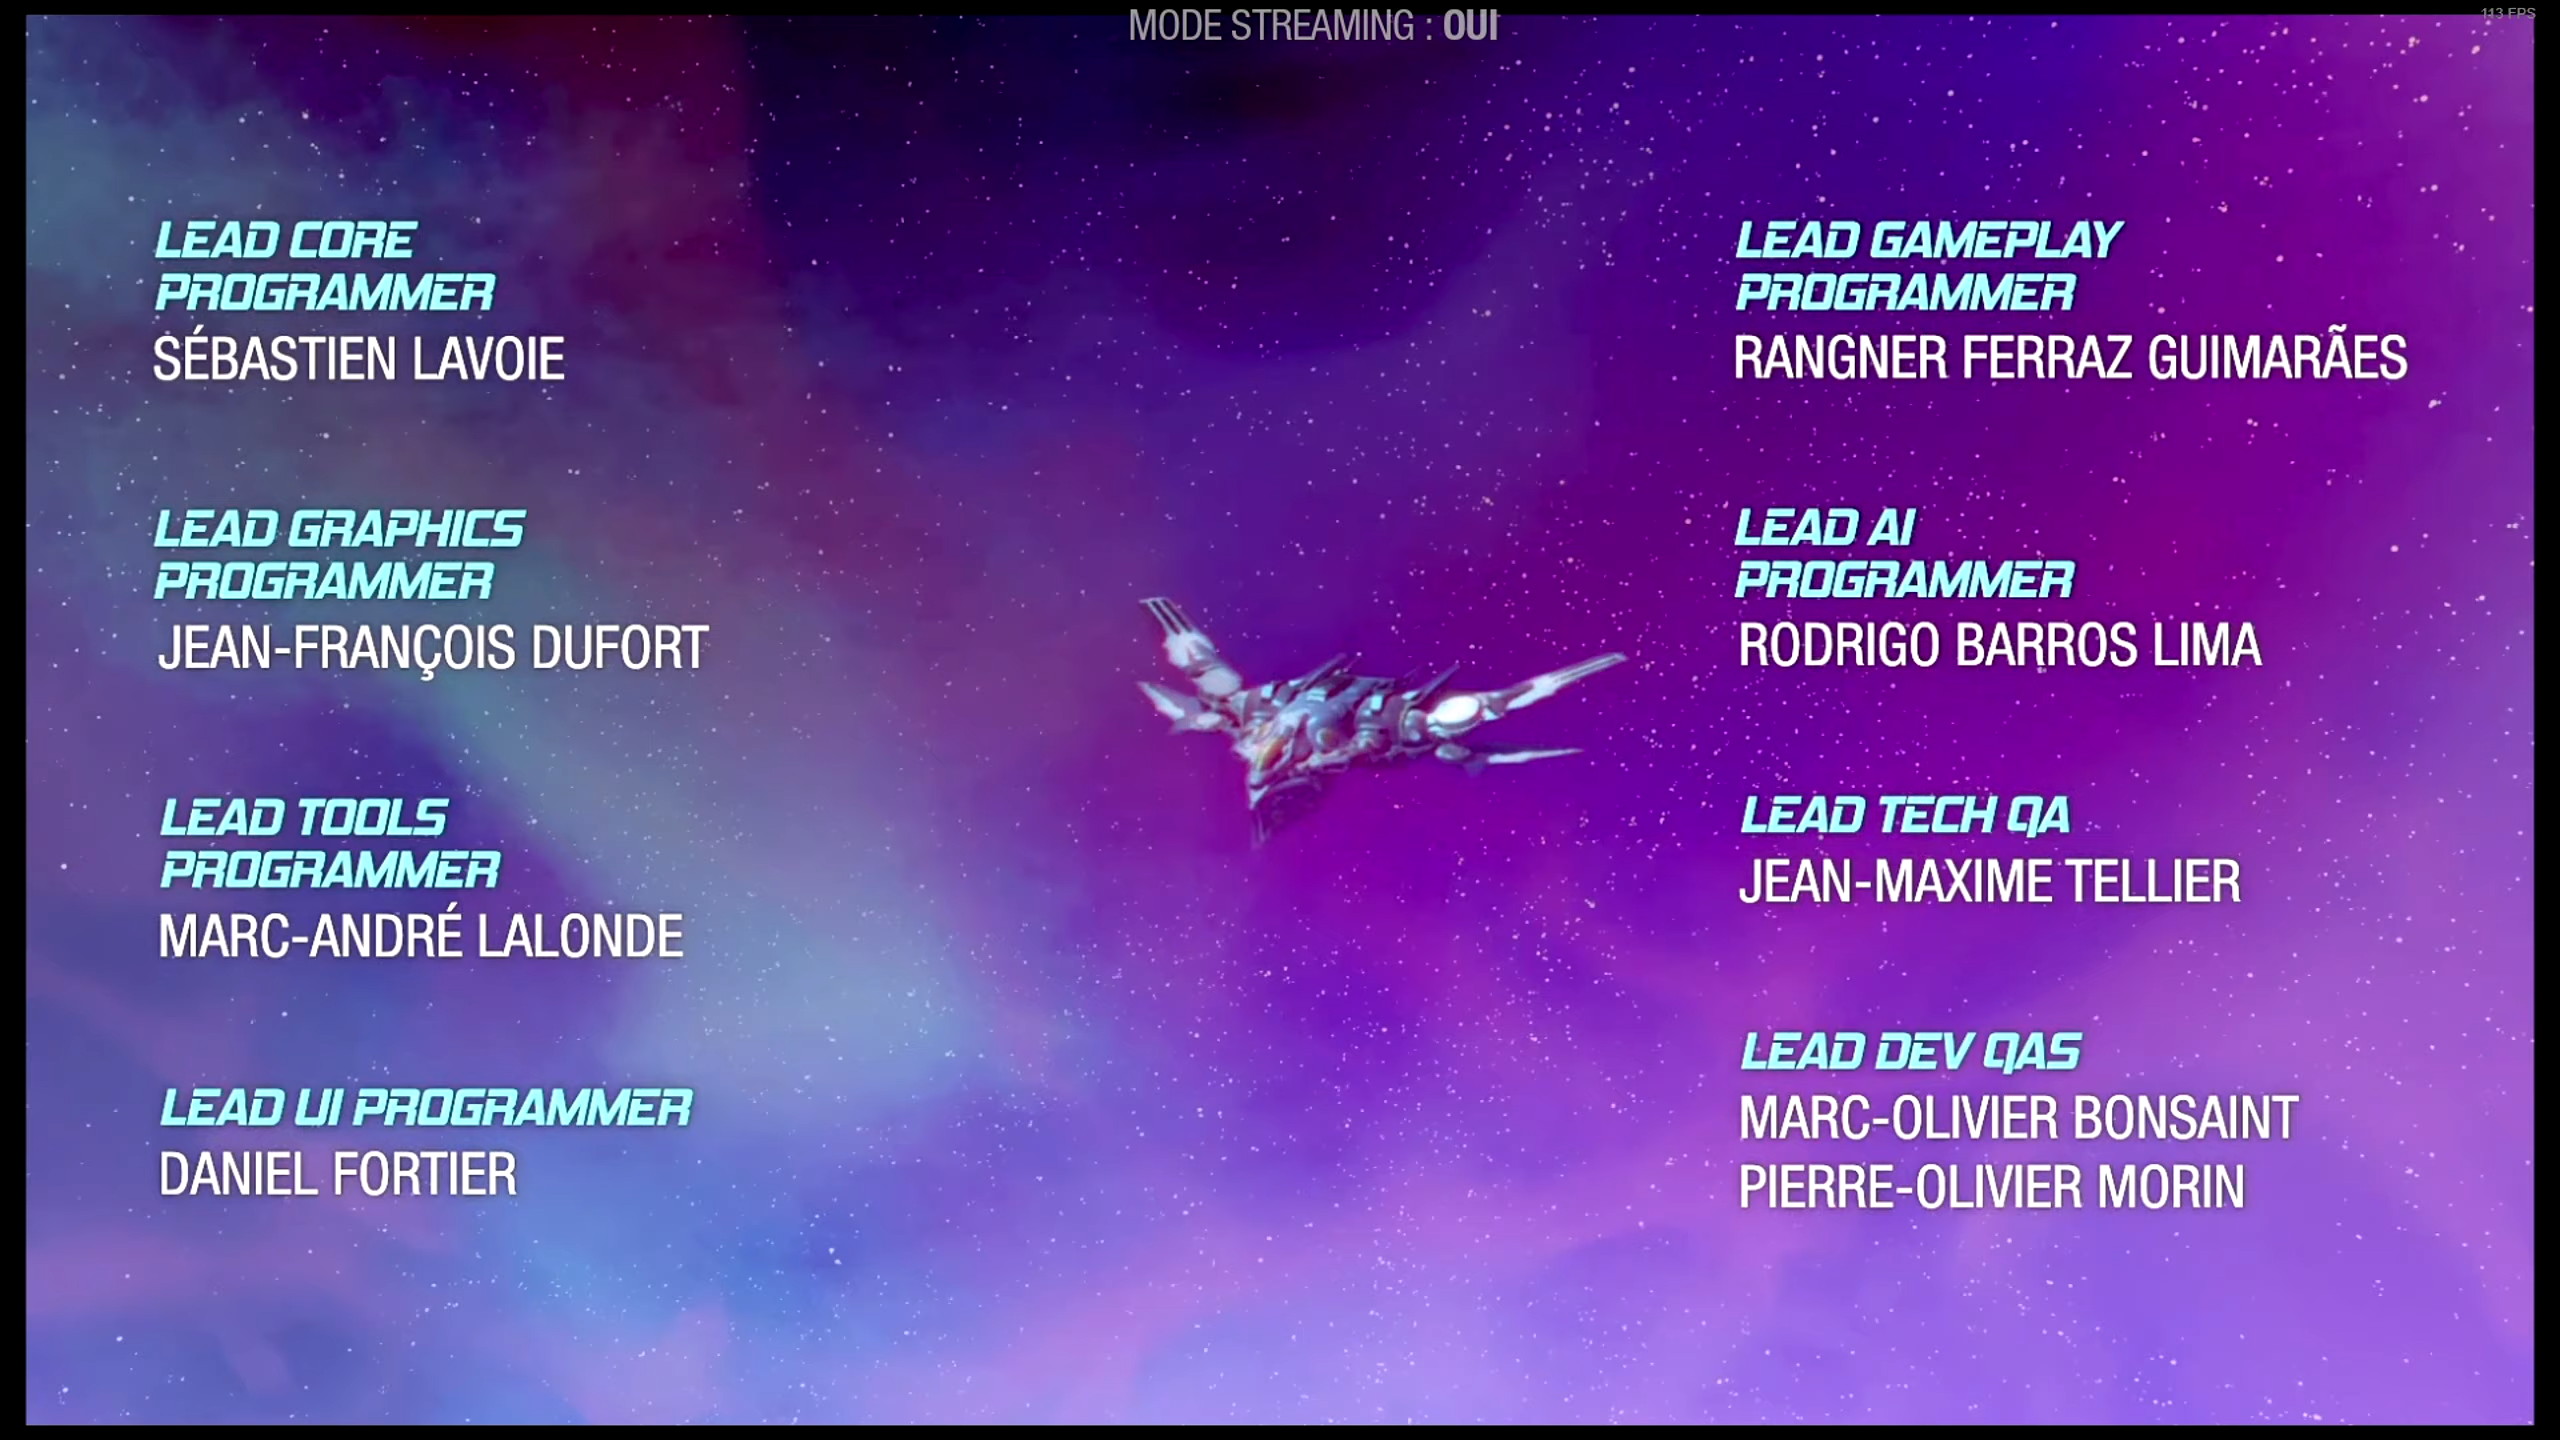 MODE STREAMING : OUI
113 FPS
LEAD CORE
PROGRAMMER
SÉBASTIEN LAVOIE
LEAD GRAPHICS
PROGRAMMER
JEAN-FRANÇOIS DUFORT
LEAD TOOLS
PROGRAMMER
MARC-ANDRÉ LALONDE
LEAD UI PROGRAMMER
DANIEL FORTIER
LEAD GAMEPLAY
PROGRAMMER
RANGNER FERRAZ GUIMARÃES
LEAD AI
PROGRAMMER
RODRIGO BARROS LIMA
LEAD TECH QA
JEAN-MAXIME TELLIER
LEAD DEV QAS
MARC-OLIVIER BONSAINT
PIERRE-OLIVIER MORIN